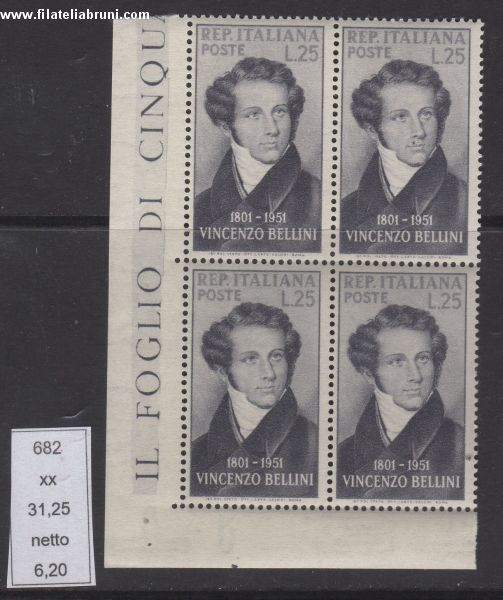 www.filateliabruni.com
IL FOGLIO DI CINQUA
REP. ITALIANA
POSTE L.25
1801 - 1951
VINCENZO BELLINI
REP. ITALIANA
POSTE L.25
1801 - 1951
VINCENZO BELLINI
REP. ITALIANA
POSTE L.25
1801 - 1951
VINCENZO BELLINI
REP. ITALIANA
POSTE L.25
1801 - 1951
VINCENZO BELLINI
682
xx
31,25
netto
6,20